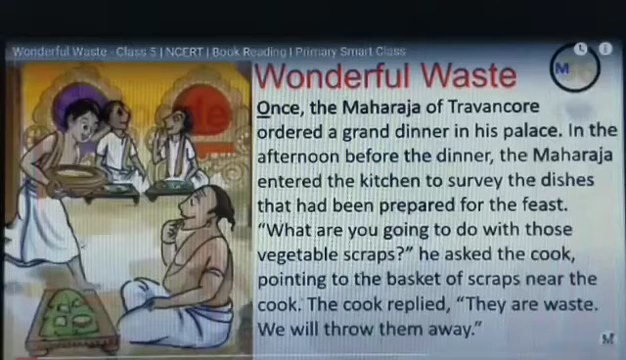 Wonderful Waste - Class 5 | NCERT | Book Reading | Primary Smart Class
Wonderful Waste
M
Once, the Maharaja of Travancore
ordered a grand dinner in his palace. In the
afternoon before the dinner, the Maharaja
entered the kitchen to survey the dishes
that had been prepared for the feast.
“What are you going to do with those
vegetable scraps?” he asked the cook,
pointing to the basket of scraps near the
cook. The cook replied, “They are waste.
We will throw them away.”
M